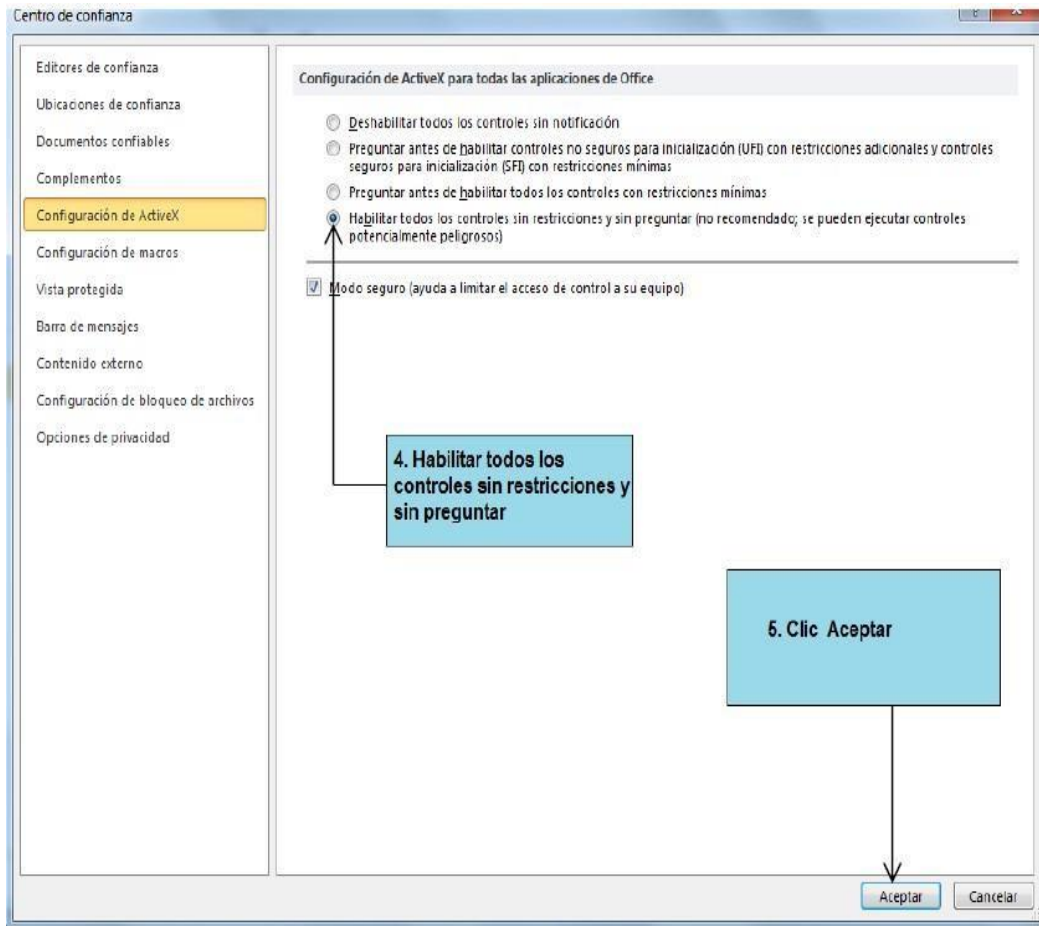 Centro de confianza
Editores de confianza
Ubicaciones de confianza
Documentos confiables
Complementos
Configuración de ActiveX
Configuración de macros
Vista protegida
Barra de mensajes
Contenido externo
Configuración de bloqueo de archivos
Opciones de privacidad
Configuración de ActiveX para todas las aplicaciones de Office
Deshabilitar todos los controles sin notificación
Preguntar antes de habilitar controles no seguros para inicialización (UFI) con restricciones adicionales y controles
seguros para inicialización (SFI) con restricciones mínimas
Preguntar antes de habilitar todos los controles con restricciones mínimas
Habilitar todos los controles sin restricciones y sin preguntar (no recomendado; se pueden ejecutar controles
potencialmente peligrosos)
Modo seguro (ayuda a limitar el acceso de control a su equipo)
4. Habilitar todos los
controles sin restricciones y
sin preguntar
5. Clic Aceptar
Aceptar
Cancelar